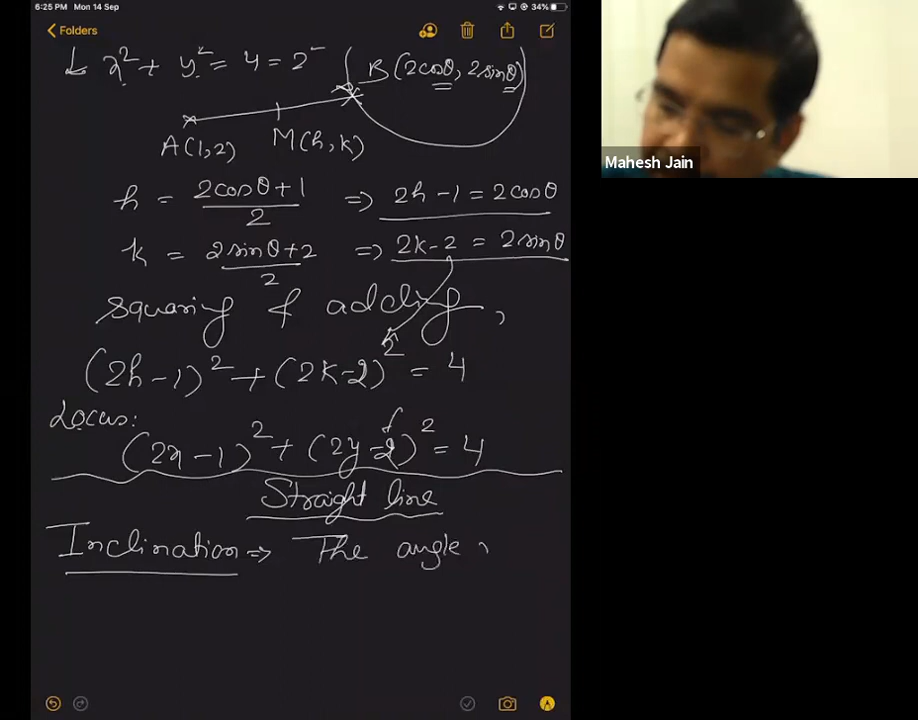 6:25 PM Mon 14 Sep 34%
Folders
x² + y² = 4 = 2² B(2cosθ, 2sinθ)
A(1,2) M(h, k)
h = (2cosθ+1)/2 => 2h-1 = 2cosθ
k = (2sinθ+2)/2 => 2k-2 = 2sinθ
squaring & adding,
(2h-1)² + (2k-2)² = 4
Locus:
(2x-1)² + (2y-2)² = 4
Straight line
Inclination => The angle
Mahesh Jain